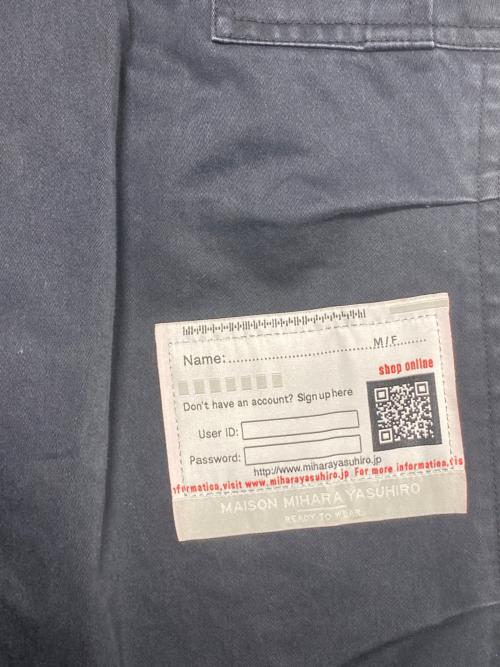 Name:..............................M/F........
shop online
Don't have an account? Sign up here
User ID:
Password:
http://www.miharayasuhiro.jp
nformation,visit www.miharayasuhiro.jp For more information,vis
MAISON MIHARA YASUHIRO
READY TO WEAR